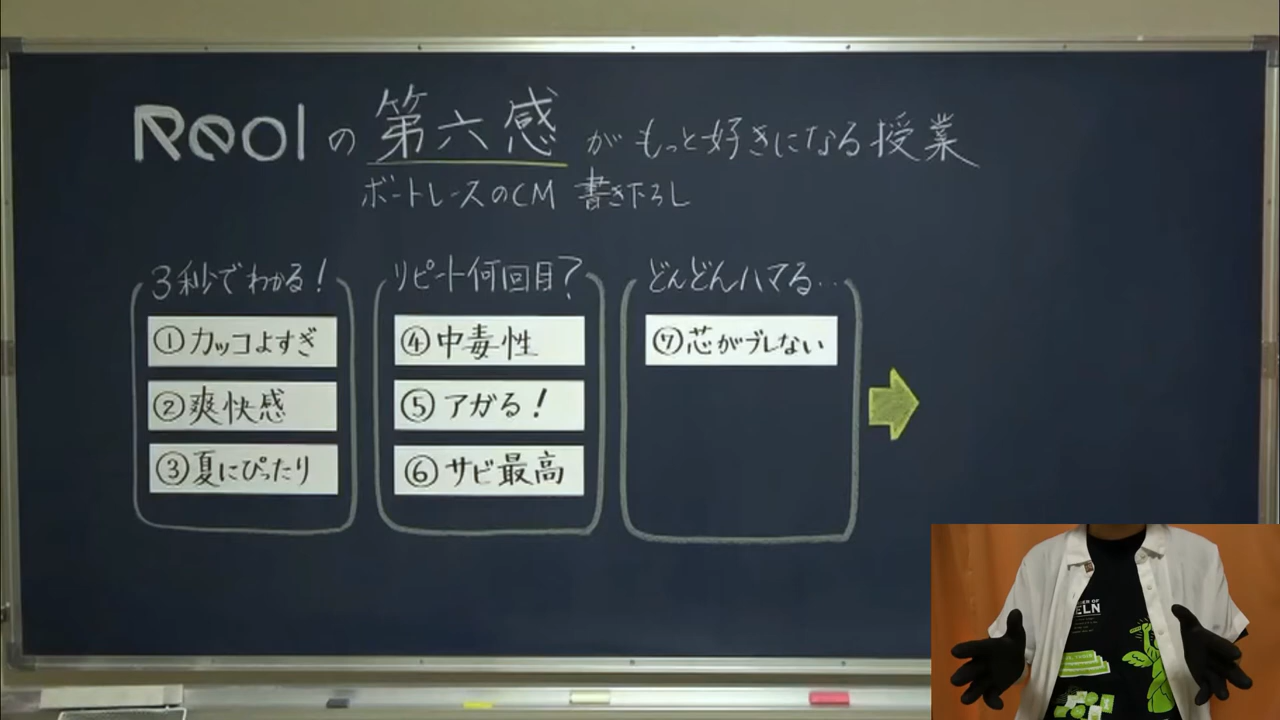 Reolの第六感がもっと好きになる授業
ボートレースのCM 書き下ろし
3秒でわかる!
①カッコよすぎ
②爽快感
③夏にぴったり
リピート何回目?
④中毒性
⑤アガる!
⑥サビ最高
どんどんハマる…
⑦芯がブレない
ELN